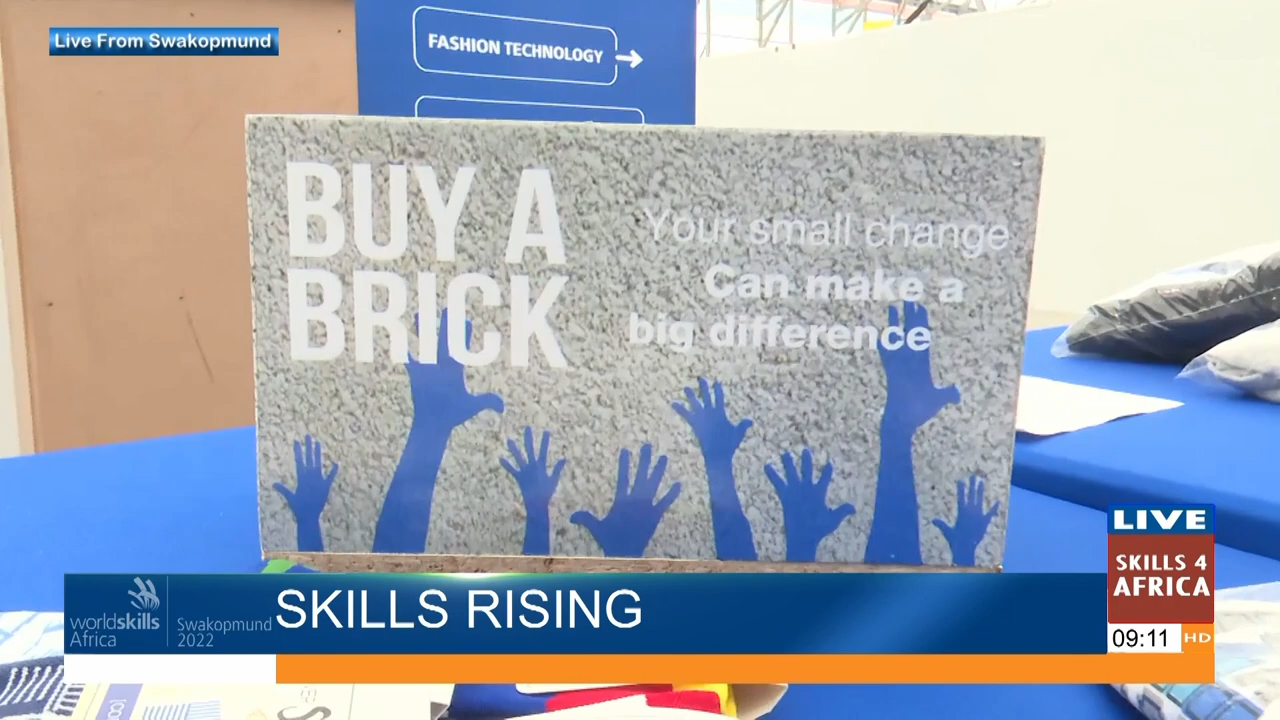 Live From Swakopmund
FASHION TECHNOLOGY
BUY A
BRICK
Your small change
Can make a
big difference
worldskills
Africa
Swakopmund
2022
SKILLS RISING
LIVE
SKILLS 4
AFRICA
09:11 HD